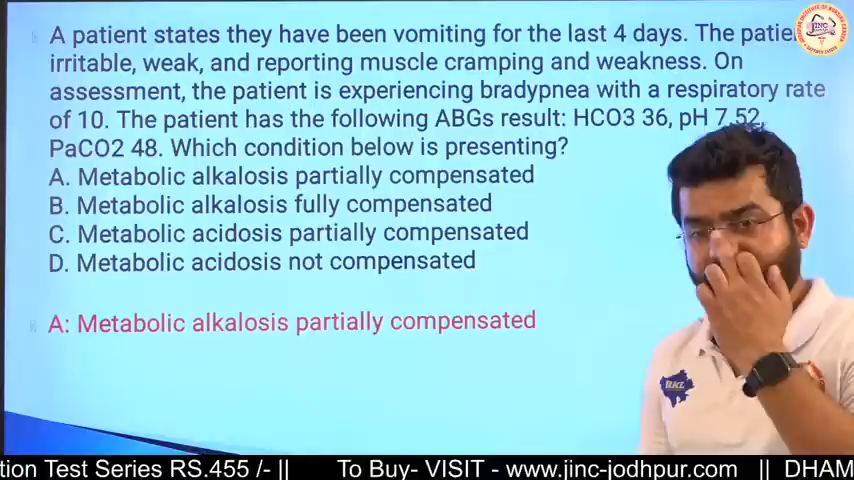 A patient states they have been vomiting for the last 4 days. The
irritable, weak, and reporting muscle cramping and weakness. On
assessment, the patient is experiencing bradypnea with a respiratory rate
of 10. The patient has the following ABGs result: HCO3 36, pH 7.52,
PaCO2 48. Which condition below is presenting?
A. Metabolic alkalosis partially compensated
B. Metabolic alkalosis fully compensated
C. Metabolic acidosis partially compensated
D. Metabolic acidosis not compensated
A: Metabolic alkalosis partially compensated
RKL
tion Test Series RS.455 /- || To Buy- VISIT - www.jinc-jodhpur.com || DHAM